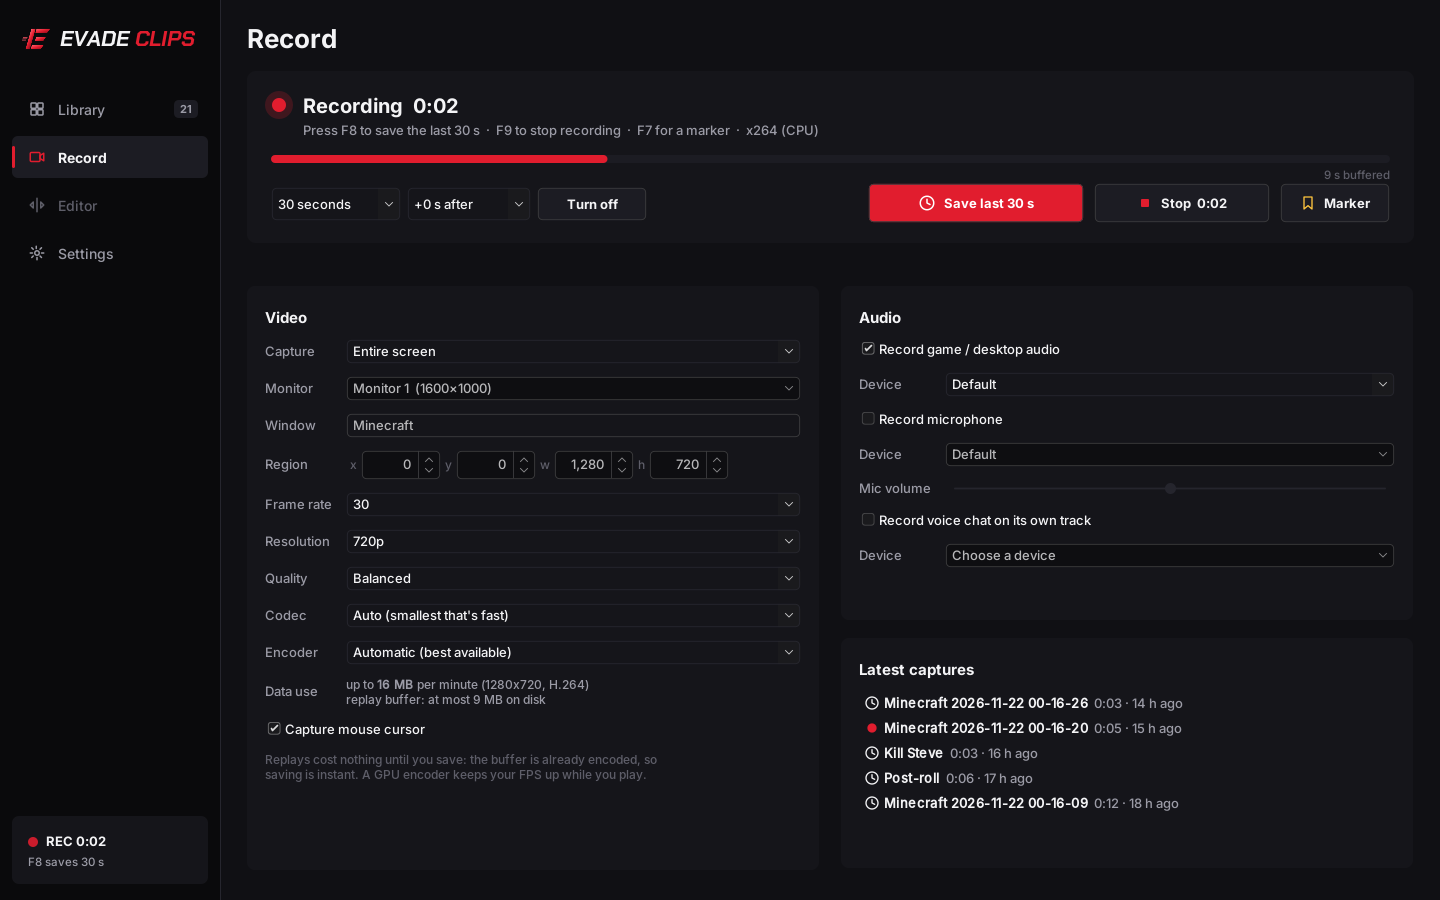 EVADE CLIPS
Library 21
Record
Editor
Settings
REC 0:02
F8 saves 30 s
Record
Recording 0:02
Press F8 to save the last 30 s · F9 to stop recording · F7 for a marker · x264 (CPU)
9 s buffered
30 seconds
+0 s after
Turn off
Save last 30 s
Stop 0:02
Marker
Video
Capture Entire screen
Monitor Monitor 1 (1600×1000)
Window Minecraft
Region x 0 y 0 w 1,280 h 720
Frame rate 30
Resolution 720p
Quality Balanced
Codec Auto (smallest that's fast)
Encoder Automatic (best available)
Data use up to 16 MB per minute (1280x720, H.264)
replay buffer: at most 9 MB on disk
Capture mouse cursor
Replays cost nothing until you save: the buffer is already encoded, so
saving is instant. A GPU encoder keeps your FPS up while you play.
Audio
Record game / desktop audio
Device Default
Record microphone
Device Default
Mic volume
Record voice chat on its own track
Device Choose a device
Latest captures
Minecraft 2026-11-22 00-16-26 0:03 · 14 h ago
Minecraft 2026-11-22 00-16-20 0:05 · 15 h ago
Kill Steve 0:03 · 16 h ago
Post-roll 0:06 · 17 h ago
Minecraft 2026-11-22 00-16-09 0:12 · 18 h ago